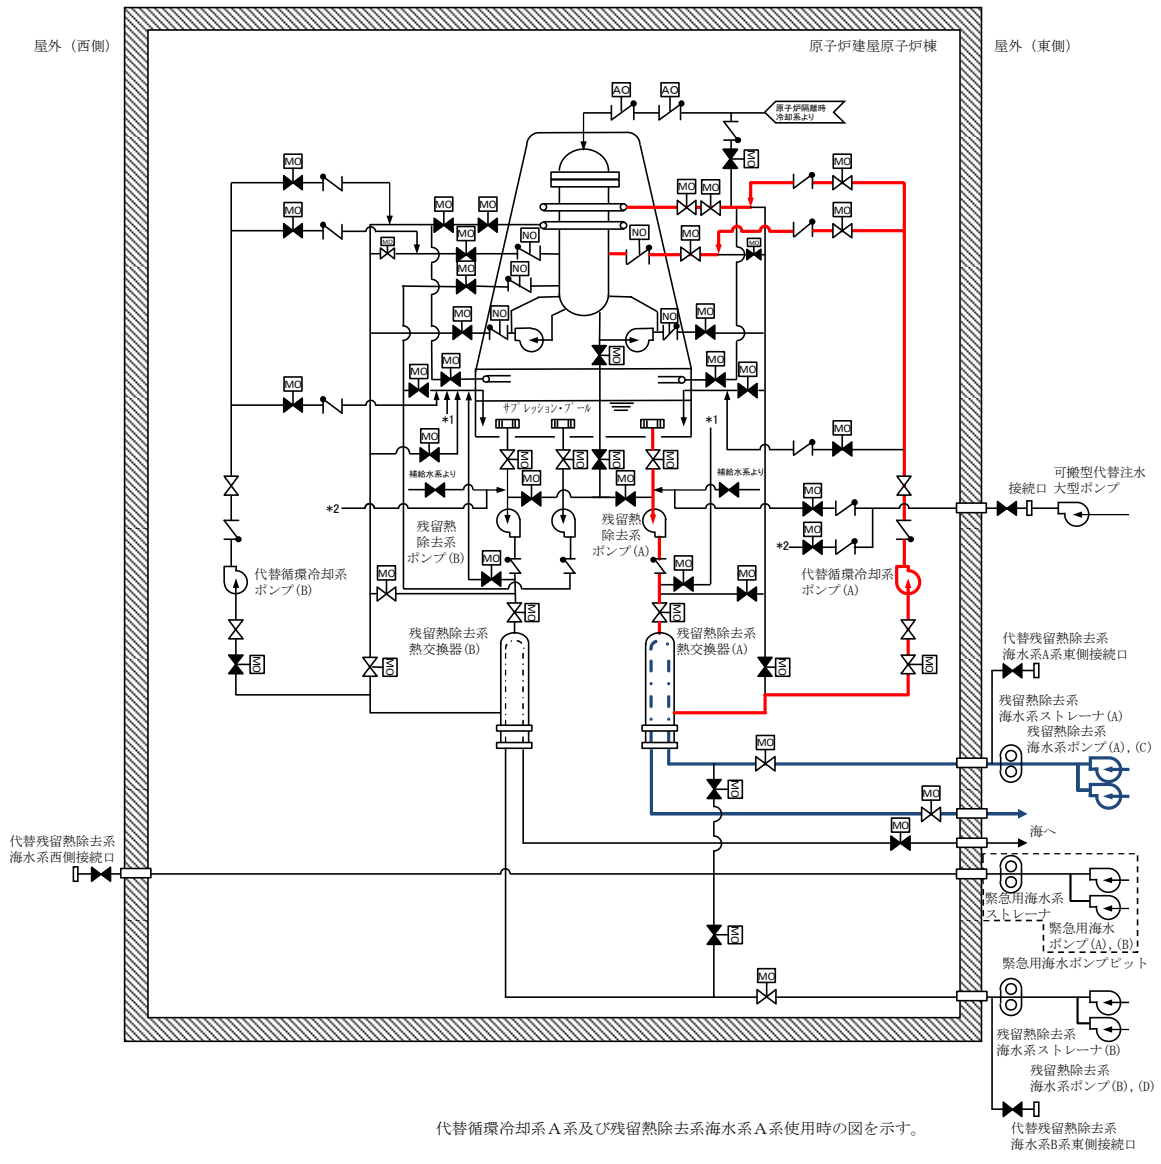 屋外（西側）
原子炉建屋原子炉棟
屋外（東側）
AO
AO
原子炉隔離時
冷却系より
MO
MO
MO
MO
MO
MO
MO
MO
MO
MO
MO
NO
NO
MO
MO
MO
MO
NO
MO
NO
NO
MO
MO
MO
MO
MO
MO
MO
MO
サプレッション・プール
*1
*1
MO
MO
MO
MO
MO
MO
補給水系より
補給水系より
MO
MO
MO
*2
残留熱
除去系
ポンプ(B)
残留熱
除去系
ポンプ(A)
接続口
可搬型代替注水
大型ポンプ
MO
*2
代替循環冷却系
ポンプ(B)
代替循環冷却系
ポンプ(A)
MO
MO
MO
MO
MO
MO
残留熱除去系
熱交換器(B)
残留熱除去系
熱交換器(A)
代替残留熱除去系
海水系A系東側接続口
MO
MO
MO
MO
残留熱除去系
海水系ストレーナ(A)
残留熱除去系
海水系ポンプ(A),(C)
MO
MO
MO
MO
海へ
代替残留熱除去系
海水系西側接続口
緊急用海水系
ストレーナ
緊急用海水
ポンプ(A),(B)
緊急用海水ポンプピット
MO
MO
残留熱除去系
海水系ストレーナ(B)
残留熱除去系
海水系ポンプ(B),(D)
代替残留熱除去系
海水系B系東側接続口
代替循環冷却系Ａ系及び残留熱除去系海水系Ａ系使用時の図を示す。